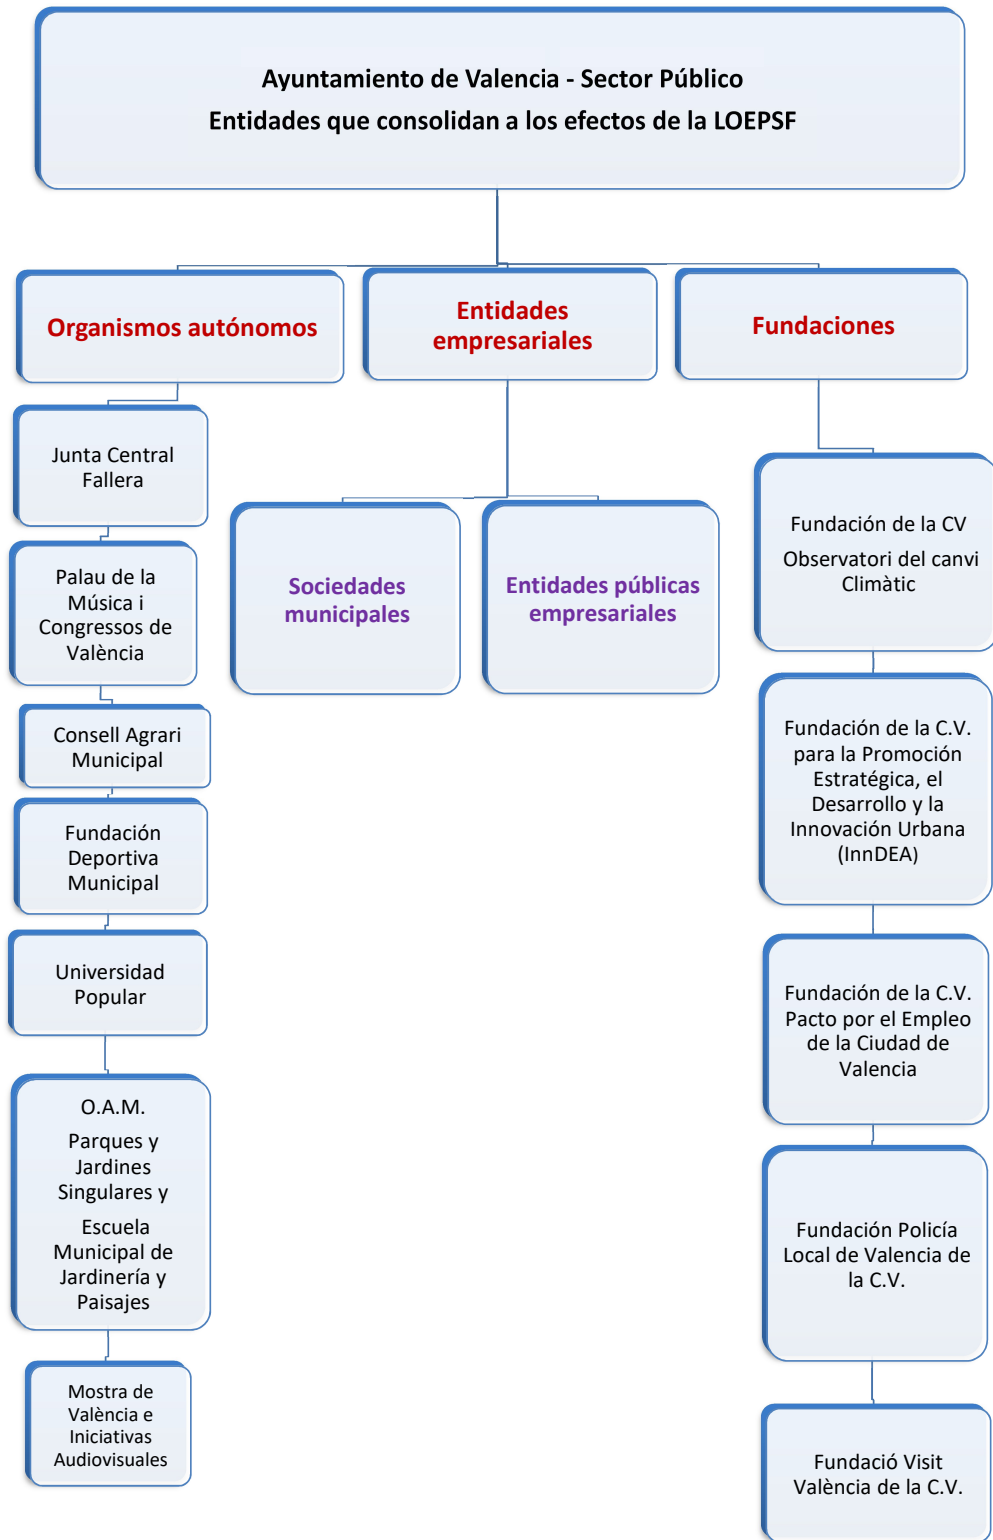 Ayuntamiento de Valencia - Sector Público
Entidades que consolidan a los efectos de la LOEPSF
Organismos autónomos
Entidades
empresariales
Fundaciones
Junta Central
Fallera
Palau de la
Música i
Congressos de
València
Consell Agrari
Municipal
Fundación
Deportiva
Municipal
Universidad
Popular
O.A.M.
Parques y
Jardines
Singulares y
Escuela
Municipal de
Jardinería y
Paisajes
Mostra de
València e
Iniciativas
Audiovisuales
Sociedades
municipales
Entidades públicas
empresariales
Fundación de la CV
Observatori del canvi
Climàtic
Fundación de la C.V.
para la Promoción
Estratégica, el
Desarrollo y la
Innovación Urbana
(InnDEA)
Fundación de la C.V.
Pacto por el Empleo
de la Ciudad de
Valencia
Fundación Policía
Local de Valencia de
la C.V.
Fundació Visit
València de la C.V.